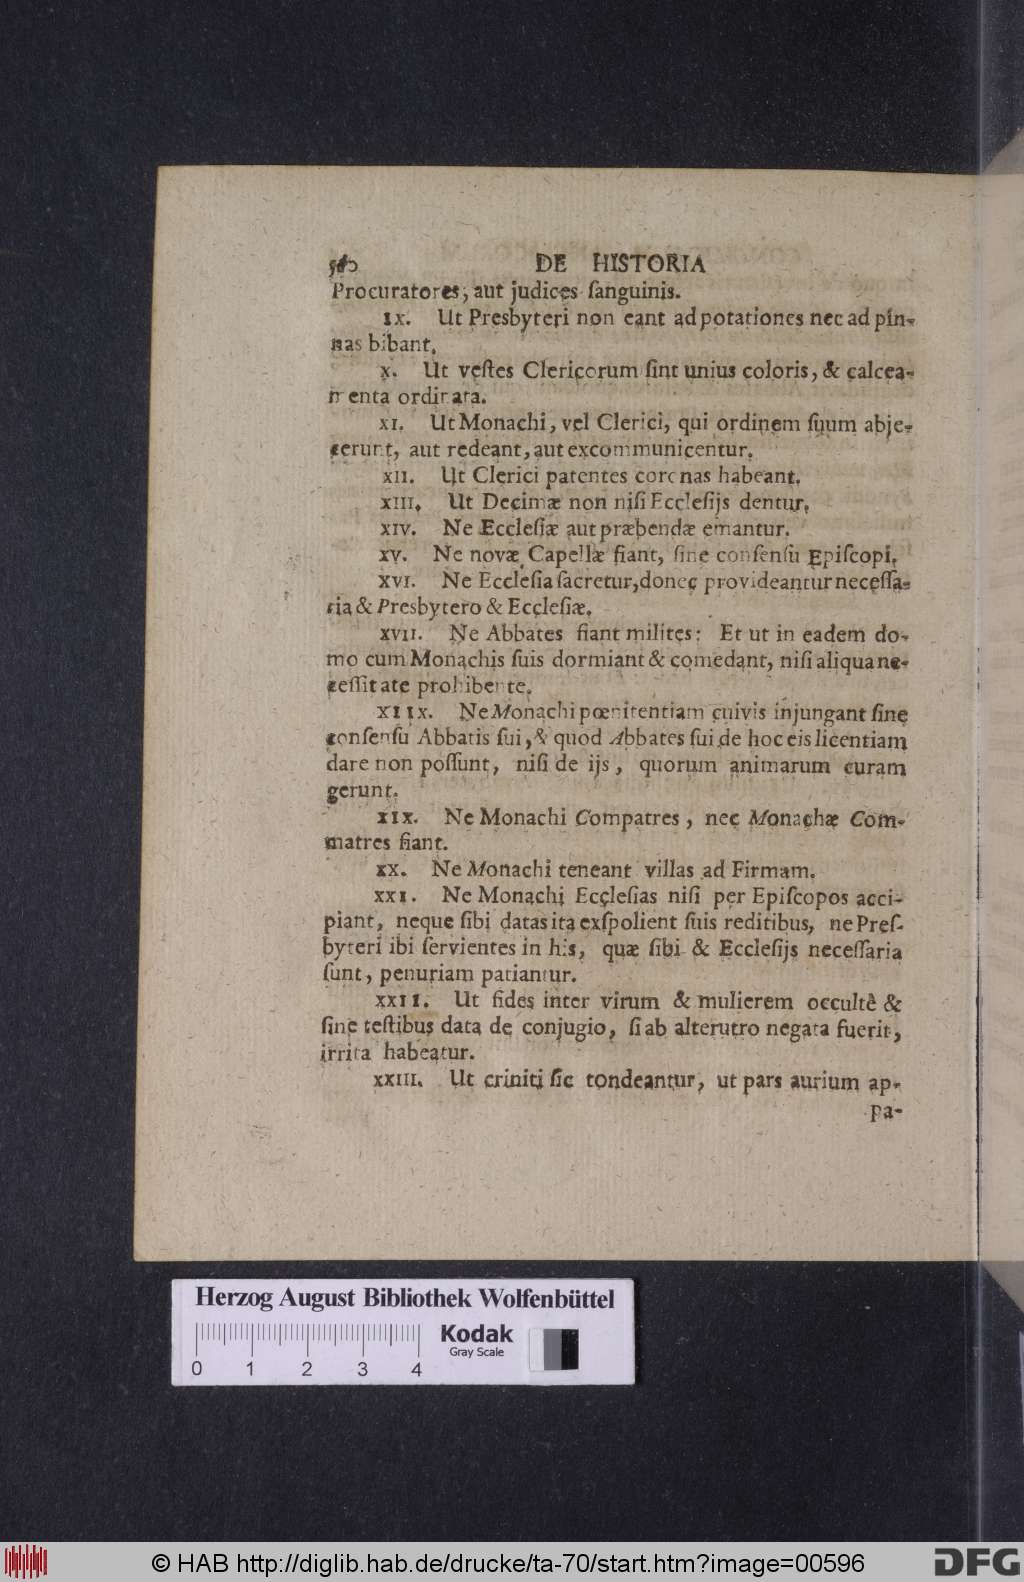 560 DE HISTORIA
Procuratores, aut judices sanguinis.
IX. Ut Presbyteri non eant ad potationes nec ad pin-
nas bibant.
X. Ut vestes Clericorum sint unius coloris, & calcea-
menta ordinata.
XI. Ut Monachi, vel Clerici, qui ordinem suum abje-
cerunt, aut redeant, aut excommunicentur.
XII. Ut Clerici patentes coronas habeant.
XIII. Ut Decimæ non nisi Ecclesijs dentur.
XIV. Ne Ecclesiæ aut præbendæ emantur.
XV. Ne novæ Capellæ fiant, sine consensu Episcopi.
XVI. Ne Ecclesia sacretur, donec provideantur necessa-
ria & Presbytero & Ecclesiæ.
XVII. Ne Abbates fiant milites: Et ut in eadem do-
mo cum Monachis suis dormiant & comedant, nisi aliqua ne-
cessitate prohibente.
XIIX. Ne Monachi pœnitentiam cuivis injungant sine
consensu Abbatis sui, & quod Abbates sui de hoc eis licentiam
dare non possunt, nisi de ijs, quorum animarum curam
gerunt.
XIX. Ne Monachi Compatres, nec Monachæ Com-
matres fiant.
XX. Ne Monachi teneant villas ad Firmam.
XXI. Ne Monachi Ecclesias nisi per Episcopos acci-
piant, neque sibi datas ita exspolient suis reditibus, ne Pres-
byteri ibi servientes in his, quæ sibi & Ecclesijs necessaria
sunt, penuriam patiantur.
XXII. Ut fides inter virum & mulierem occultè &
sine testibus data de conjugio, si ab alterutro negata fuerit,
irrita habeatur.
XXIII. Ut criniti sic tondeantur, ut pars aurium ap-
pa-
Herzog August Bibliothek Wolfenbüttel
Kodak
Gray Scale
0 1 2 3 4
© HAB http://diglib.hab.de/drucke/ta-70/start.htm?image=00596
DFG